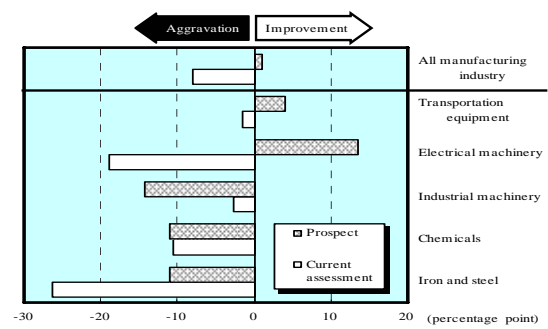 Aggravation Improvement
All manufacturing
industry
Transportation
equipment
Electrical machinery
Industrial machinery
Chemicals
Iron and steel
Prospect
Current
assessment
-30 -20 -10 0 10 20 (percentage point)